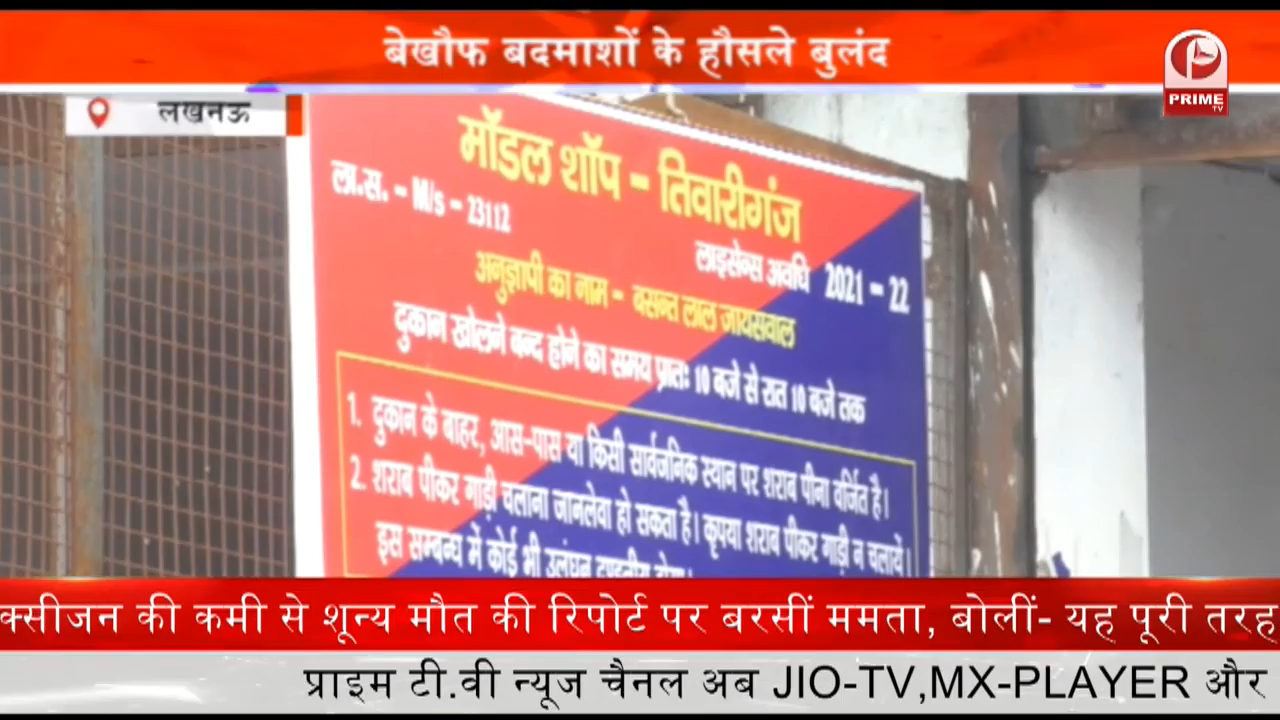 बेखौफ बदमाशों के हौसले बुलंद
PRIME
TV
लखनऊ
मॉडल शॉप - तिवारीगंज
ला.स. - M/s - 23112
लाइसेन्स अवधि 2021 - 22
अनुज्ञापी का नाम - बसन्त लाल जायसवाल
दुकान खोलने बन्द होने का समय प्रातः 10 बजे से रात 10 बजे तक
1. दुकान के बाहर, आस-पास या किसी सार्वजनिक स्थान पर शराब पीना वर्जित है।
2. शराब पीकर गाड़ी चलाना जानलेवा हो सकता है। कृपया शराब पीकर गाड़ी न चलायें।
इस सम्बन्ध में कोई भी उलंघन दण्डनीय होगा।
क्सीजन की कमी से शून्य मौत की रिपोर्ट पर बरसीं ममता, बोलीं- यह पूरी तरह
प्राइम टी.वी न्यूज चैनल अब JIO-TV,MX-PLAYER और